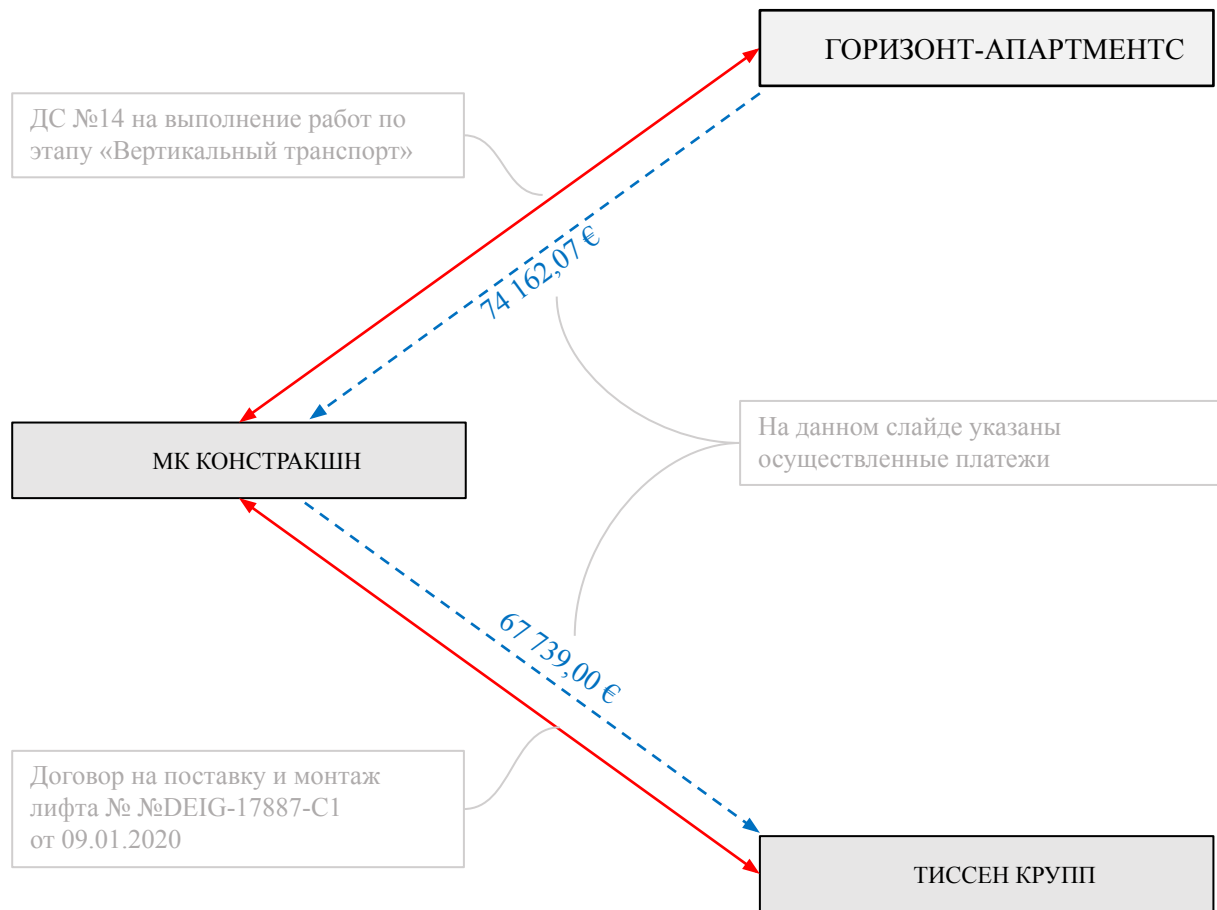 ГОРИЗОНТ-АПАРТМЕНТС
ДС №14 на выполнение работ по
этапу «Вертикальный транспорт»
74 162,07 €
На данном слайде указаны
осуществленные платежи
МК КОНСТРАКШН
67 739,00 €
Договор на поставку и монтаж
лифта № №DEIG-17887-C1
от 09.01.2020
ТИССЕН КРУПП